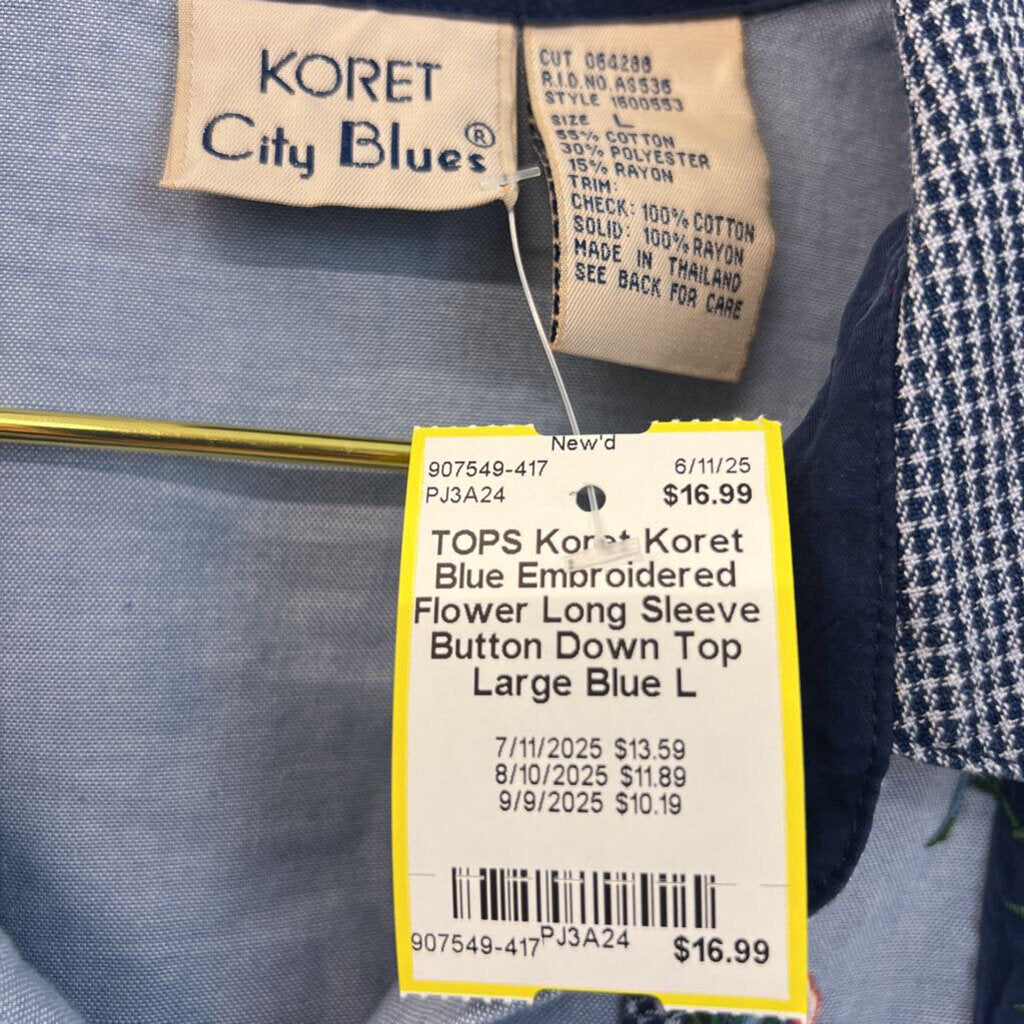 KORET
City Blues®
CUT 064288
R.I.D.NO.AS536
STYLE 1600553
SIZE L
55% COTTON
30% POLYESTER
15% RAYON
TRIM:
CHECK: 100% COTTON
SOLID: 100% RAYON
MADE IN THAILAND
SEE BACK FOR CARE
New'd
907549-417 6/11/25
PJ3A24 $16.99
TOPS Koret Koret
Blue Embroidered
Flower Long Sleeve
Button Down Top
Large Blue L
7/11/2025 $13.59
8/10/2025 $11.89
9/9/2025 $10.19
907549-417 PJ3A24 $16.99